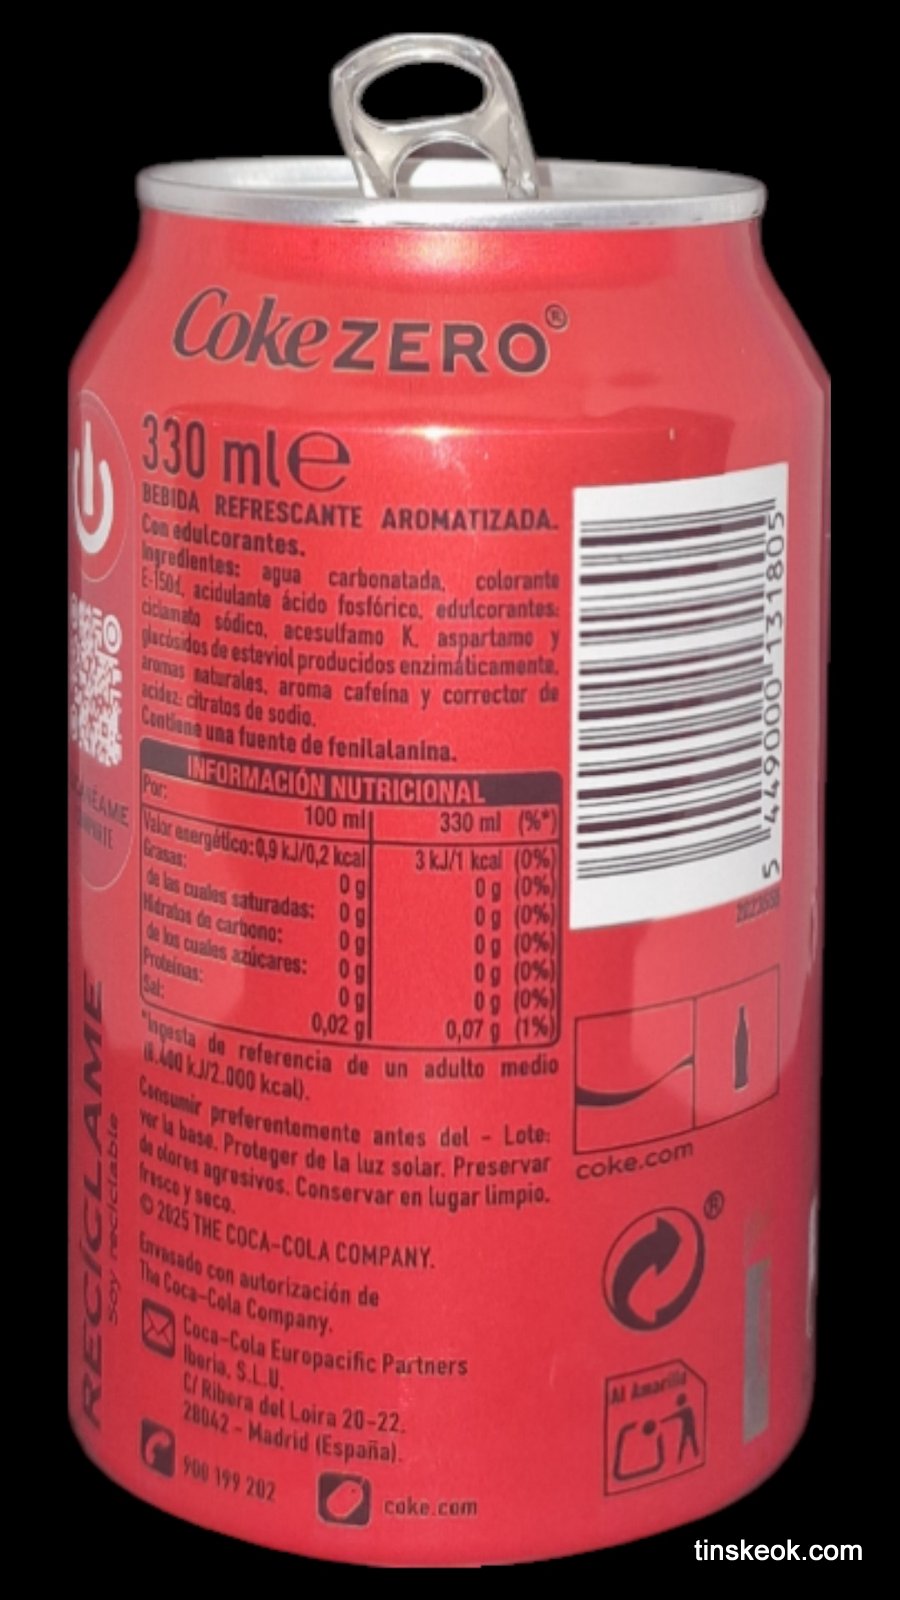 Coke ZERO®
330 ml ℮
BEBIDA REFRESCANTE AROMATIZADA.
Con edulcorantes.
Ingredientes: agua carbonatada, colorante
E-150d, acidulante ácido fosfórico, edulcorantes:
ciclamato sódico, acesulfamo K, aspartamo y
glucósidos de esteviol producidos enzimáticamente,
aromas naturales, aroma cafeína y corrector de
acidez: citratos de sodio.
Contiene una fuente de fenilalanina.
INFORMACIÓN NUTRICIONAL
Por: 100 ml 330 ml (%*)
Valor energético: 0,9 kJ/0,2 kcal 3 kJ/1 kcal (0%)
Grasas: 0 g 0 g (0%)
de las cuales saturadas: 0 g 0 g (0%)
Hidratos de carbono: 0 g 0 g (0%)
de los cuales azúcares: 0 g 0 g (0%)
Proteínas: 0 g 0 g (0%)
Sal: 0,02 g 0,07 g (1%)
*Ingesta de referencia de un adulto medio
(8.400 kJ/2.000 kcal).
Consumir preferentemente antes del - Lote:
ver la base. Proteger de la luz solar. Preservar
de olores agresivos. Conservar en lugar limpio,
fresco y seco.
© 2025 THE COCA-COLA COMPANY.
Envasado con autorización de
The Coca-Cola Company.
Coca-Cola Europacific Partners
Iberia, S.L.U.
C/ Ribera del Loira 20-22.
28042 - Madrid (España).
900 199 202
coke.com
RECÍCLAME
Soy reciclable
5 449000 131805
coke.com
®
Al Amarillo
tinskeok.com